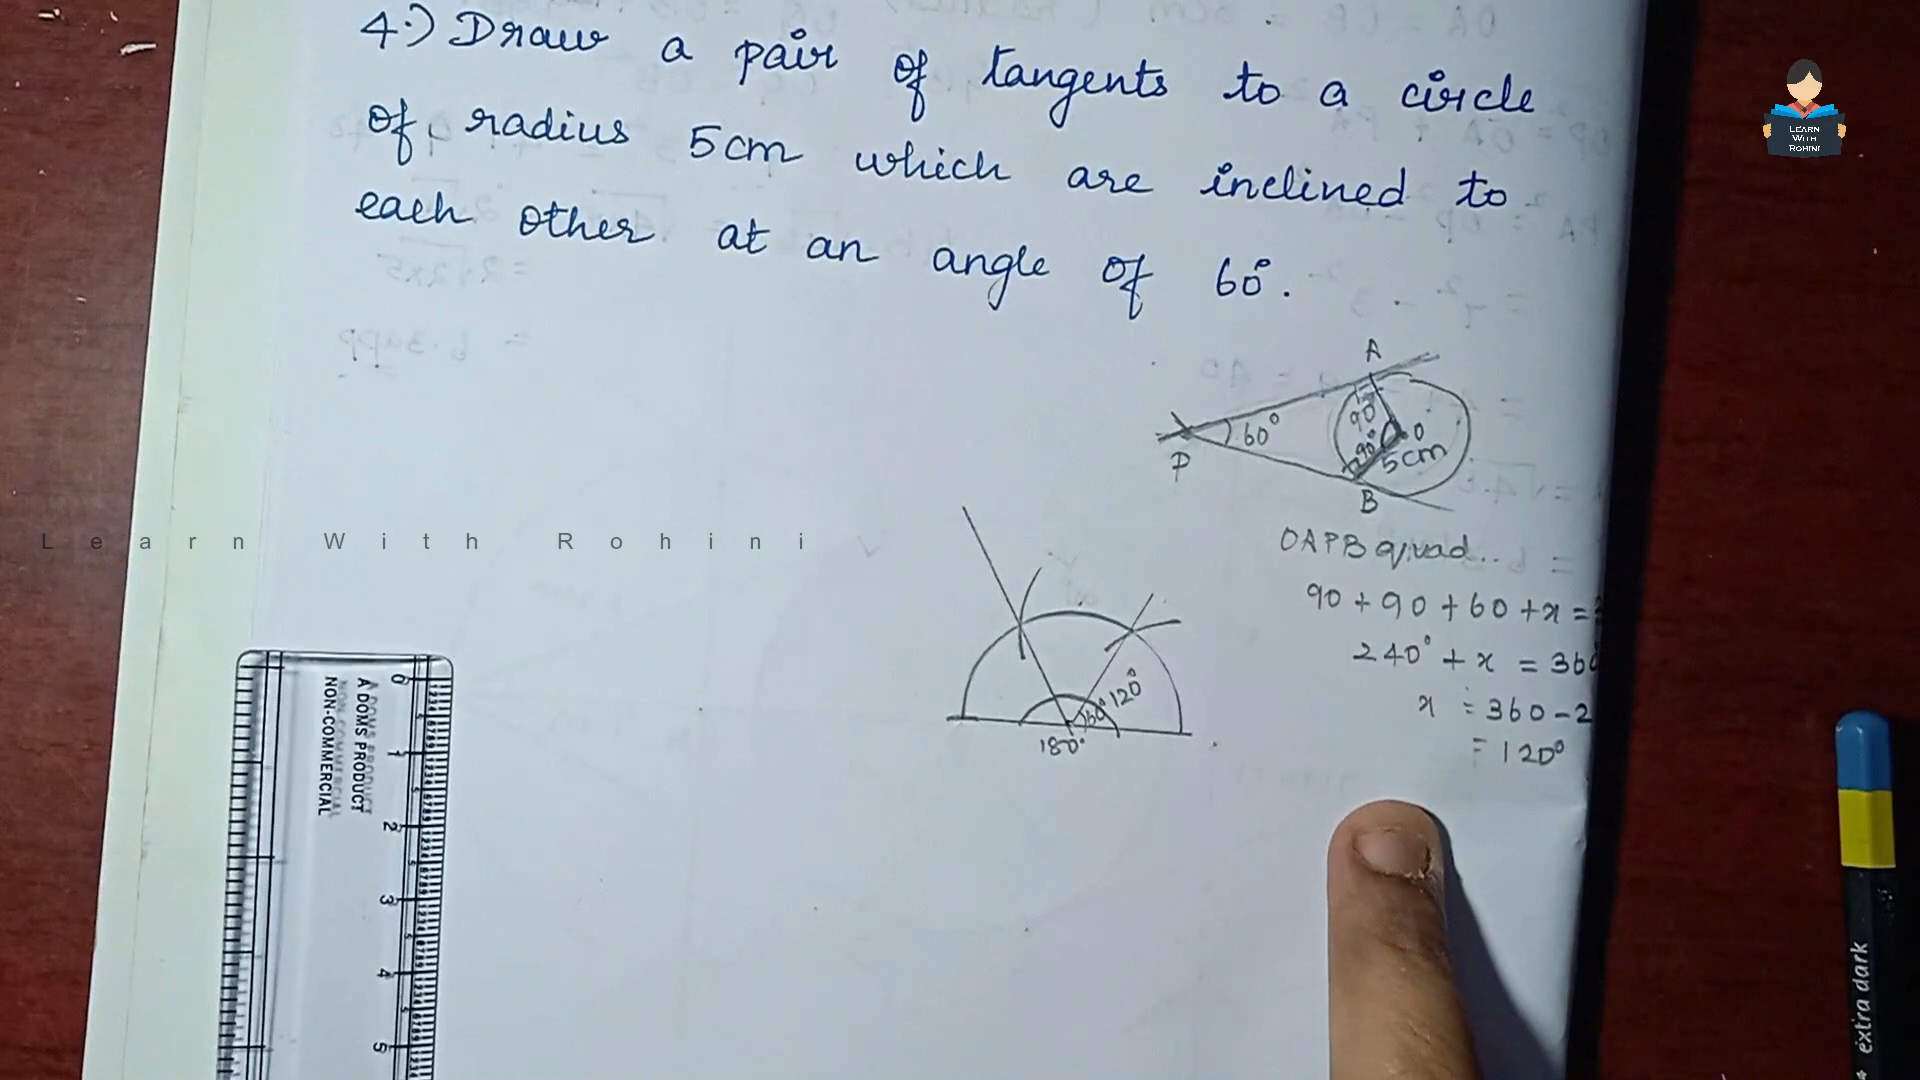 4.) Draw a pair of tangents to a circle
of radius 5cm which are inclined to
each other at an angle of 60°.
LEARN
WITH
ROHINI
A
60°
90
90°
O
5cm
P
B
Learn With Rohini
OAPB quad..
90 + 90 + 60 + x =
240° + x = 360
x = 360 - 2
= 120°
60° 120°
180°
0
1
2
3
4
5
A DOMS PRODUCT
NON-COMMERCIAL
extra dark